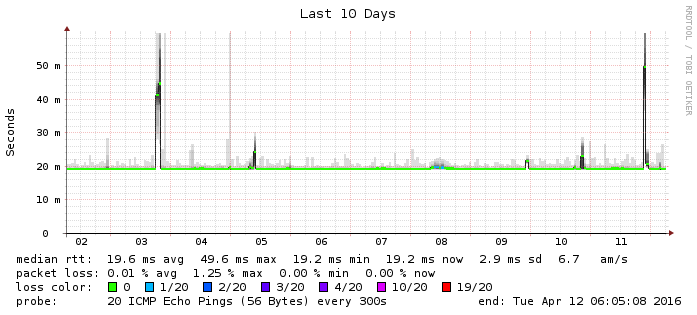 Last 10 Days
RRDTOOL / TOBI OETIKER
Seconds
50 m
40 m
30 m
20 m
10 m
0
02 03 04 05 06 07 08 09 10 11
median rtt: 19.6 ms avg 49.6 ms max 19.2 ms min 19.2 ms now 2.9 ms sd 6.7 am/s
packet loss: 0.01 % avg 1.25 % max 0.00 % min 0.00 % now
loss color: 0 1/20 2/20 3/20 4/20 10/20 19/20
probe: 20 ICMP Echo Pings (56 Bytes) every 300s end: Tue Apr 12 06:05:08 2016